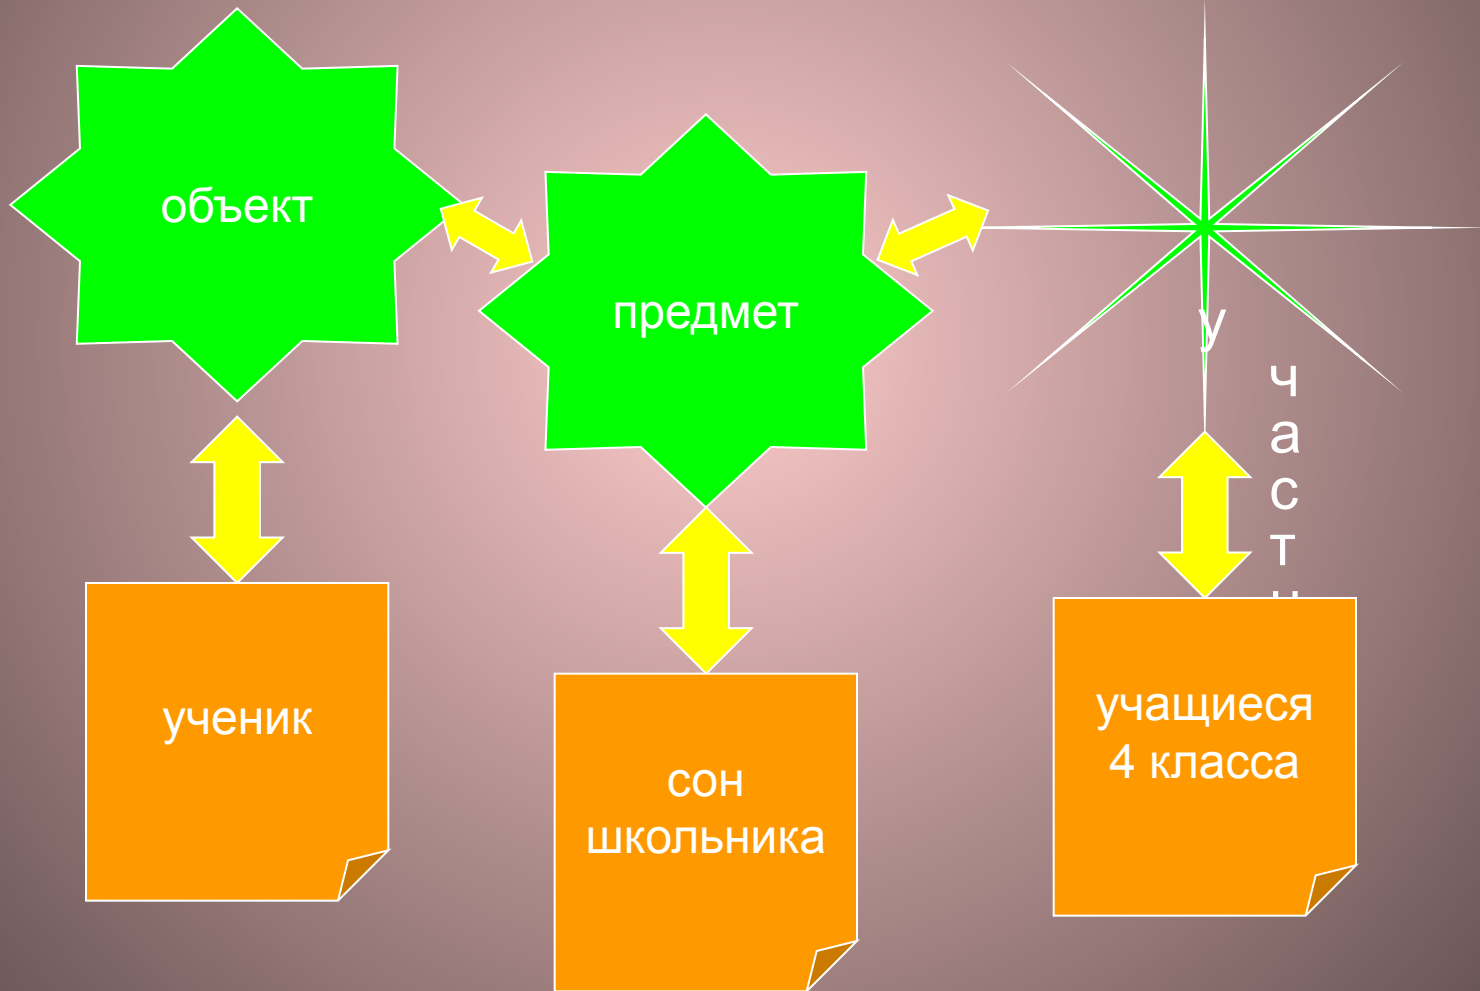 объект
предмет
у
ч
а
с
т
ученик
сон
школьника
учащиеся
4 класса